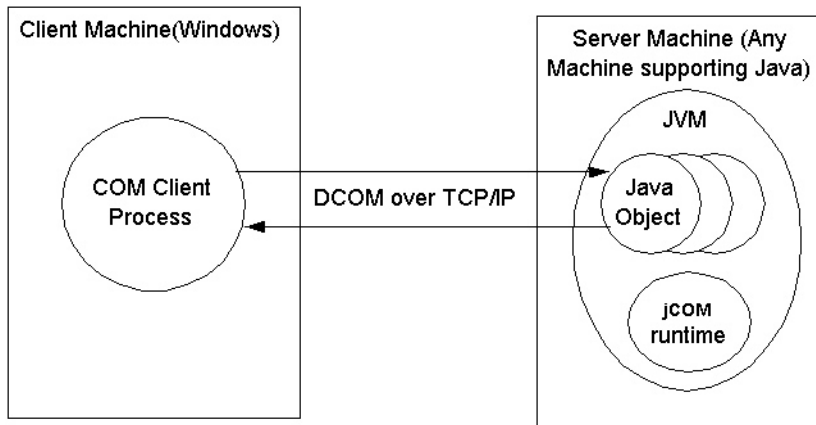 Client Machine(Windows)
COM Client
Process
DCOM over TCP/IP
Server Machine (Any
Machine supporting Java)
JVM
Java
Object
jCOM
runtime